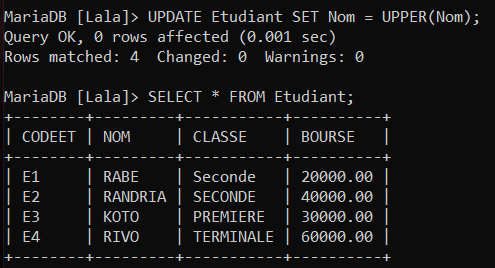 MariaDB [Lala]> UPDATE Etudiant SET Nom = UPPER(Nom);
Query OK, 0 rows affected (0.001 sec)
Rows matched: 4  Changed: 0  Warnings: 0

MariaDB [Lala]> SELECT * FROM Etudiant;
+--------+---------+-----------+----------+
| CODEET | NOM     | CLASSE    | BOURSE   |
+--------+---------+-----------+----------+
| E1     | RABE    | Seconde   | 20000.00 |
| E2     | RANDRIA | SECONDE   | 40000.00 |
| E3     | KOTO    | PREMIERE  | 30000.00 |
| E4     | RIVO    | TERMINALE | 60000.00 |
+--------+---------+-----------+----------+